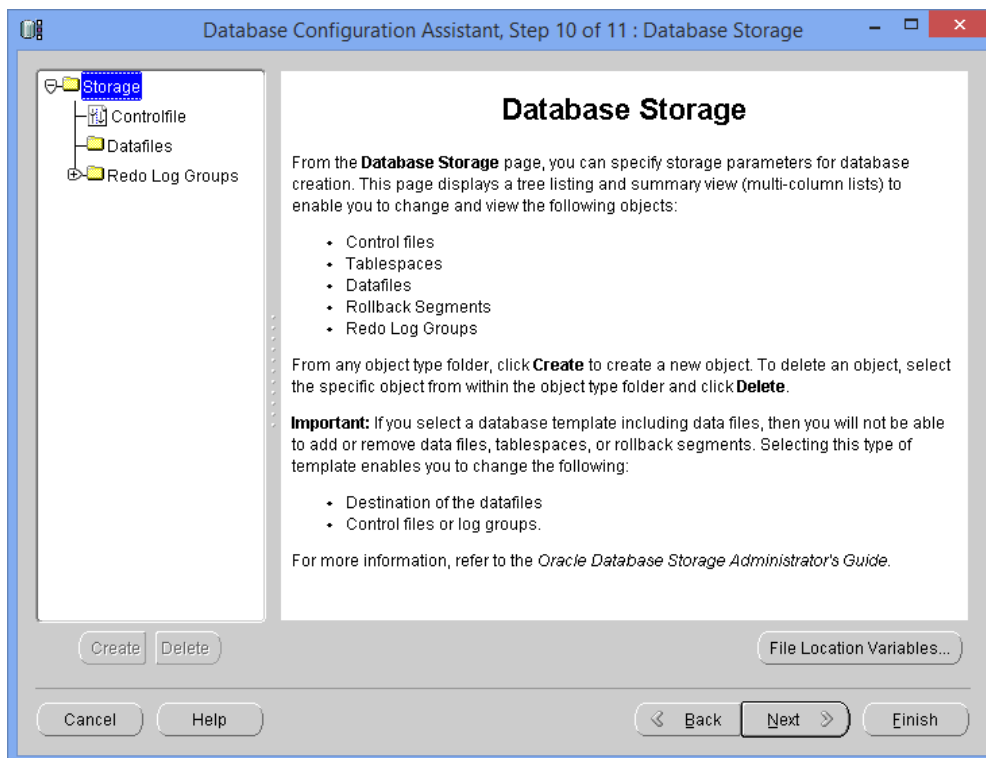 Database Configuration Assistant, Step 10 of 11 : Database Storage
Storage
Controlfile
Datafiles
Redo Log Groups
Database Storage
From the Database Storage page, you can specify storage parameters for database
creation. This page displays a tree listing and summary view (multi-column lists) to
enable you to change and view the following objects:
• Control files
• Tablespaces
• Datafiles
• Rollback Segments
• Redo Log Groups
From any object type folder, click Create to create a new object. To delete an object, select
the specific object from within the object type folder and click Delete.
Important: If you select a database template including data files, then you will not be able
to add or remove data files, tablespaces, or rollback segments. Selecting this type of
template enables you to change the following:
• Destination of the datafiles
• Control files or log groups.
For more information, refer to the Oracle Database Storage Administrator's Guide.
Create Delete
File Location Variables...
Cancel Help Back Next Finish